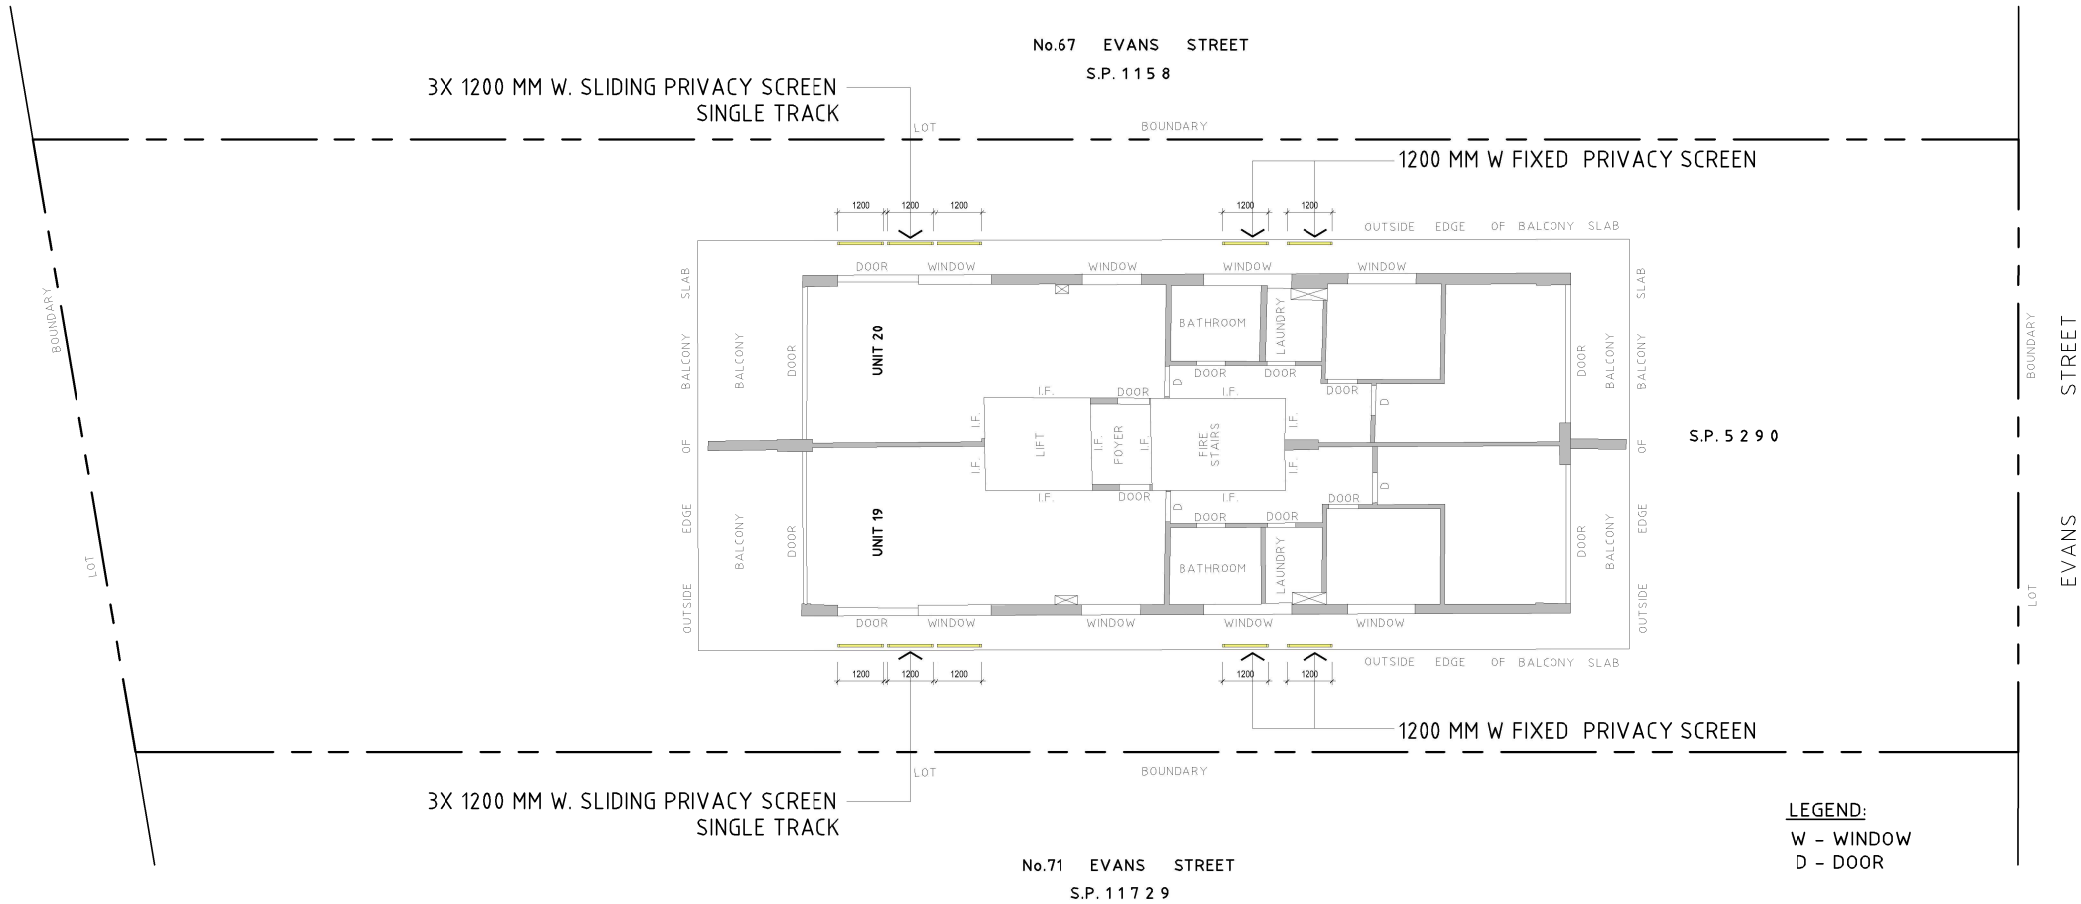 No.67 EVANS STREET
S.P. 1158
3X 1200 MM W. SLIDING PRIVACY SCREEN
SINGLE TRACK
LOT BOUNDARY
1200 MM W FIXED PRIVACY SCREEN
1200 1200 1200 1200 1200
OUTSIDE EDGE OF BALCONY SLAB
DOOR WINDOW WINDOW WINDOW WINDOW
OUTSIDE EDGE OF BALCONY SLAB
BALCONY
DOOR
UNIT 20
BATHROOM
LAUNDRY
DOOR DOOR
D
DOOR
D
DOOR
BALCONY
OUTSIDE EDGE OF BALCONY SLAB
I.F.
DOOR
I.F.
I.F.
I.F.
LIFT
I.F.
FOYER
I.F.
FIRE
STAIRS
I.F.
I.F.
I.F.
I.F.
DOOR
I.F.
BALCONY
DOOR
UNIT 19
D
DOOR DOOR
DOOR
D
BATHROOM
LAUNDRY
DOOR
BALCONY
DOOR WINDOW WINDOW WINDOW WINDOW
OUTSIDE EDGE OF BALCONY SLAB
1200 1200 1200 1200 1200
S.P. 5290
LOT BOUNDARY
LOT BOUNDARY
EVANS STREET
1200 MM W FIXED PRIVACY SCREEN
LOT BOUNDARY
3X 1200 MM W. SLIDING PRIVACY SCREEN
SINGLE TRACK
No.71 EVANS STREET
S.P. 11729
LEGEND:
W - WINDOW
D - DOOR